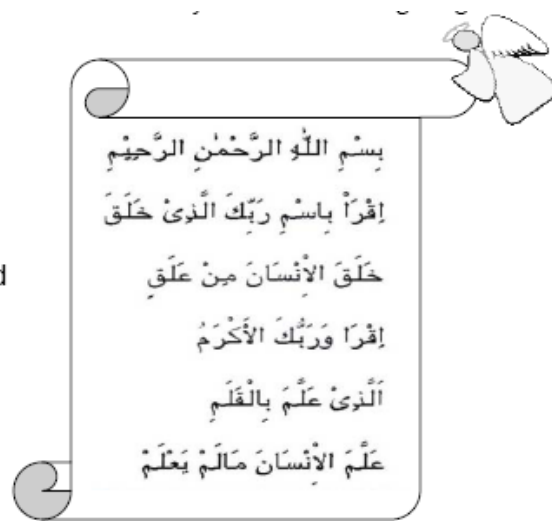 بِسْمِ اللّٰهِ الرَّحْمٰنِ الرَّحِيْمِ
اِقْرَاْ بِاسْمِ رَبِّكَ الَّذِىْ خَلَقَ
خَلَقَ الْاِنْسَانَ مِنْ عَلَقٍ
اِقْرَا وَرَبُّكَ الْأَكْرَمُ
اَلَّذِىْ عَلَّمَ بِالْقَلَمِ
عَلَّمَ الْاِنْسَانَ مَالَمْ يَعْلَمْ